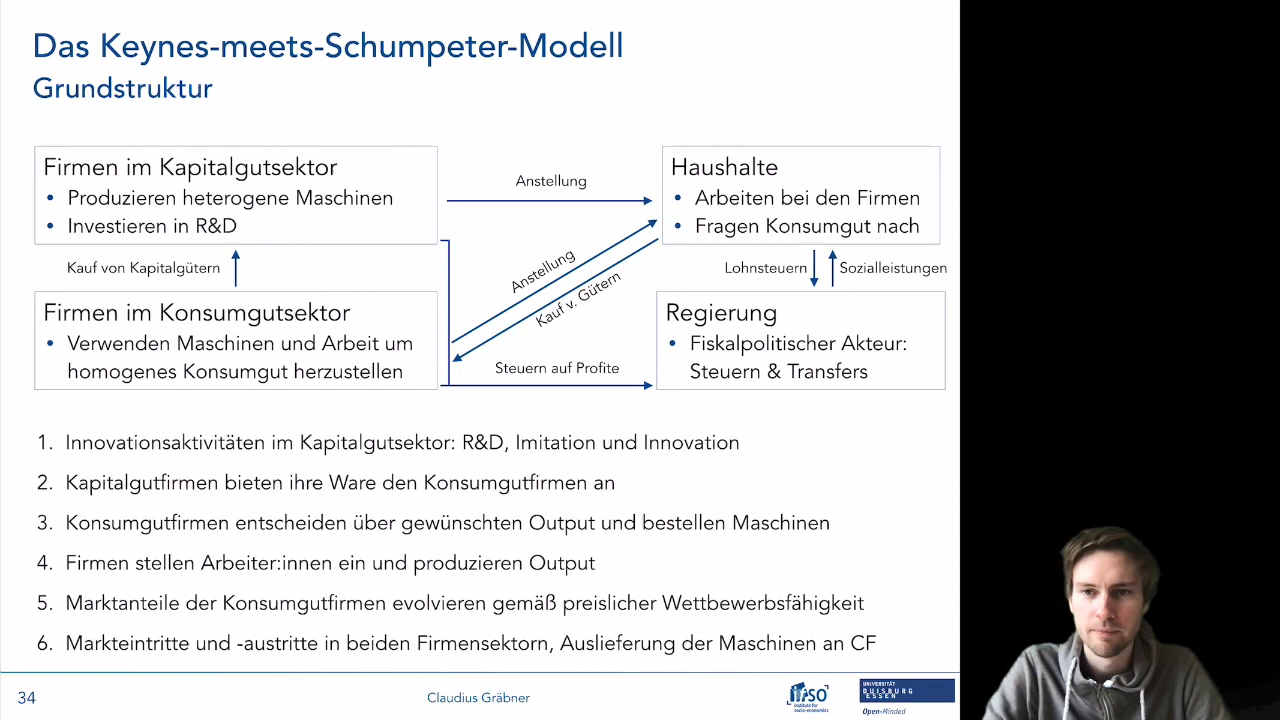 Das Keynes-meets-Schumpeter-Modell
Grundstruktur
Firmen im Kapitalgutsektor
• Produzieren heterogene Maschinen
• Investieren in R&D
Anstellung
Haushalte
• Arbeiten bei den Firmen
• Fragen Konsumgut nach
Kauf von Kapitalgütern
Anstellung
Kauf v. Gütern
Lohnsteuern
Sozialleistungen
Firmen im Konsumgutsektor
• Verwenden Maschinen und Arbeit um
homogenes Konsumgut herzustellen
Steuern auf Profite
Regierung
• Fiskalpolitischer Akteur:
Steuern & Transfers
1. Innovationsaktivitäten im Kapitalgutsektor: R&D, Imitation und Innovation
2. Kapitalgutfirmen bieten ihre Ware den Konsumgutfirmen an
3. Konsumgutfirmen entscheiden über gewünschten Output und bestellen Maschinen
4. Firmen stellen Arbeiter:innen ein und produzieren Output
5. Marktanteile der Konsumgutfirmen evolvieren gemäß preislicher Wettbewerbsfähigkeit
6. Markteintritte und -austritte in beiden Firmensektorn, Auslieferung der Maschinen an CF
34
Claudius Gräbner
ifso
institute for
socio-economics
UNIVERSITÄT
DUISBURG
ESSEN
Open-Minded